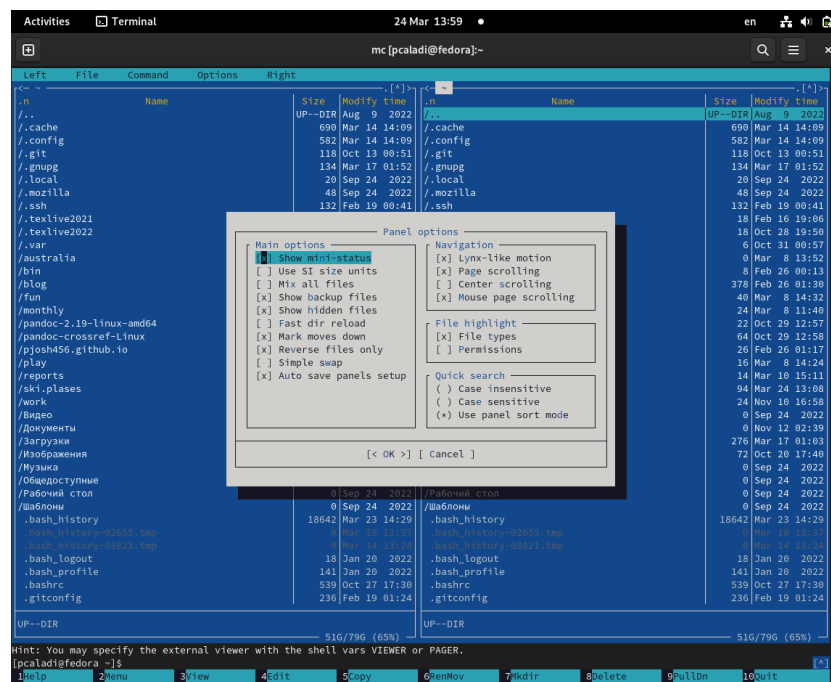 Activities Terminal 24 Mar 13:59 en
mc [pcaladi@fedora]:~
Left File Command Options Right
<— ~ .[^]>
.n Name Size Modify time
/.. UP--DIR Aug 9 2022
/.cache 690 Mar 14 14:09
/.config 582 Mar 14 14:09
/.git 118 Oct 13 00:51
/.gnupg 134 Mar 17 01:52
/.local 20 Sep 24 2022
/.mozilla 48 Sep 24 2022
/.ssh 132 Feb 19 00:41
/.texlive2021
/.texlive2022
/.var
/australia
/bin
/blog
/fun
/monthly
/pandoc-2.19-linux-amd64
/pandoc-crossref-Linux
/pjosh456.github.io
/play
/reports
/ski.plases
/work
/Видео
/Документы
/Загрузки
/Изображения
/Музыка
/Общедоступные
/Рабочий стол 0 Sep 24 2022
/Шаблоны 0 Sep 24 2022
.bash_history 18642 Mar 23 14:29
.bash_history-02655.tmp 0 Mar 18 13:37
.bash_history-03821.tmp 0 Mar 14 13:24
.bash_logout 18 Jan 20 2022
.bash_profile 141 Jan 20 2022
.bashrc 539 Oct 27 17:30
.gitconfig 236 Feb 19 01:24
UP--DIR
51G/79G (65%)
<— ~ .[^]>
.n Name Size Modify time
/.. UP--DIR Aug 9 2022
/.cache 690 Mar 14 14:09
/.config 582 Mar 14 14:09
/.git 118 Oct 13 00:51
/.gnupg 134 Mar 17 01:52
/.local 20 Sep 24 2022
/.mozilla 48 Sep 24 2022
/.ssh 132 Feb 19 00:41
18 Feb 16 19:06
18 Oct 28 19:50
6 Oct 31 00:57
0 Mar 8 13:52
8 Feb 26 00:13
378 Feb 26 01:30
40 Mar 8 14:32
24 Mar 8 11:40
22 Oct 29 12:57
64 Oct 29 12:58
26 Feb 26 01:17
16 Mar 8 14:24
14 Mar 10 15:11
94 Mar 24 13:08
24 Nov 10 16:58
0 Sep 24 2022
0 Nov 12 02:39
276 Mar 17 01:03
72 Oct 20 17:40
0 Sep 24 2022
0 Sep 24 2022
/Рабочий стол 0 Sep 24 2022
/Шаблоны 0 Sep 24 2022
.bash_history 18642 Mar 23 14:29
.bash_history-02655.tmp 0 Mar 18 13:37
.bash_history-03821.tmp 0 Mar 14 13:24
.bash_logout 18 Jan 20 2022
.bash_profile 141 Jan 20 2022
.bashrc 539 Oct 27 17:30
.gitconfig 236 Feb 19 01:24
UP--DIR
51G/79G (65%)
Panel options
Main options
[x] Show mini-status
[ ] Use SI size units
[ ] Mix all files
[x] Show backup files
[x] Show hidden files
[ ] Fast dir reload
[x] Mark moves down
[x] Reverse files only
[ ] Simple swap
[x] Auto save panels setup
Navigation
[x] Lynx-like motion
[x] Page scrolling
[ ] Center scrolling
[x] Mouse page scrolling
File highlight
[x] File types
[ ] Permissions
Quick search
( ) Case insensitive
( ) Case sensitive
(*) Use panel sort mode
[< OK >] [ Cancel ]
Hint: You may specify the external viewer with the shell vars VIEWER or PAGER.
[pcaladi@fedora ~]$ [^]
1Help 2Menu 3View 4Edit 5Copy 6RenMov 7Mkdir 8Delete 9PullDn 10Quit